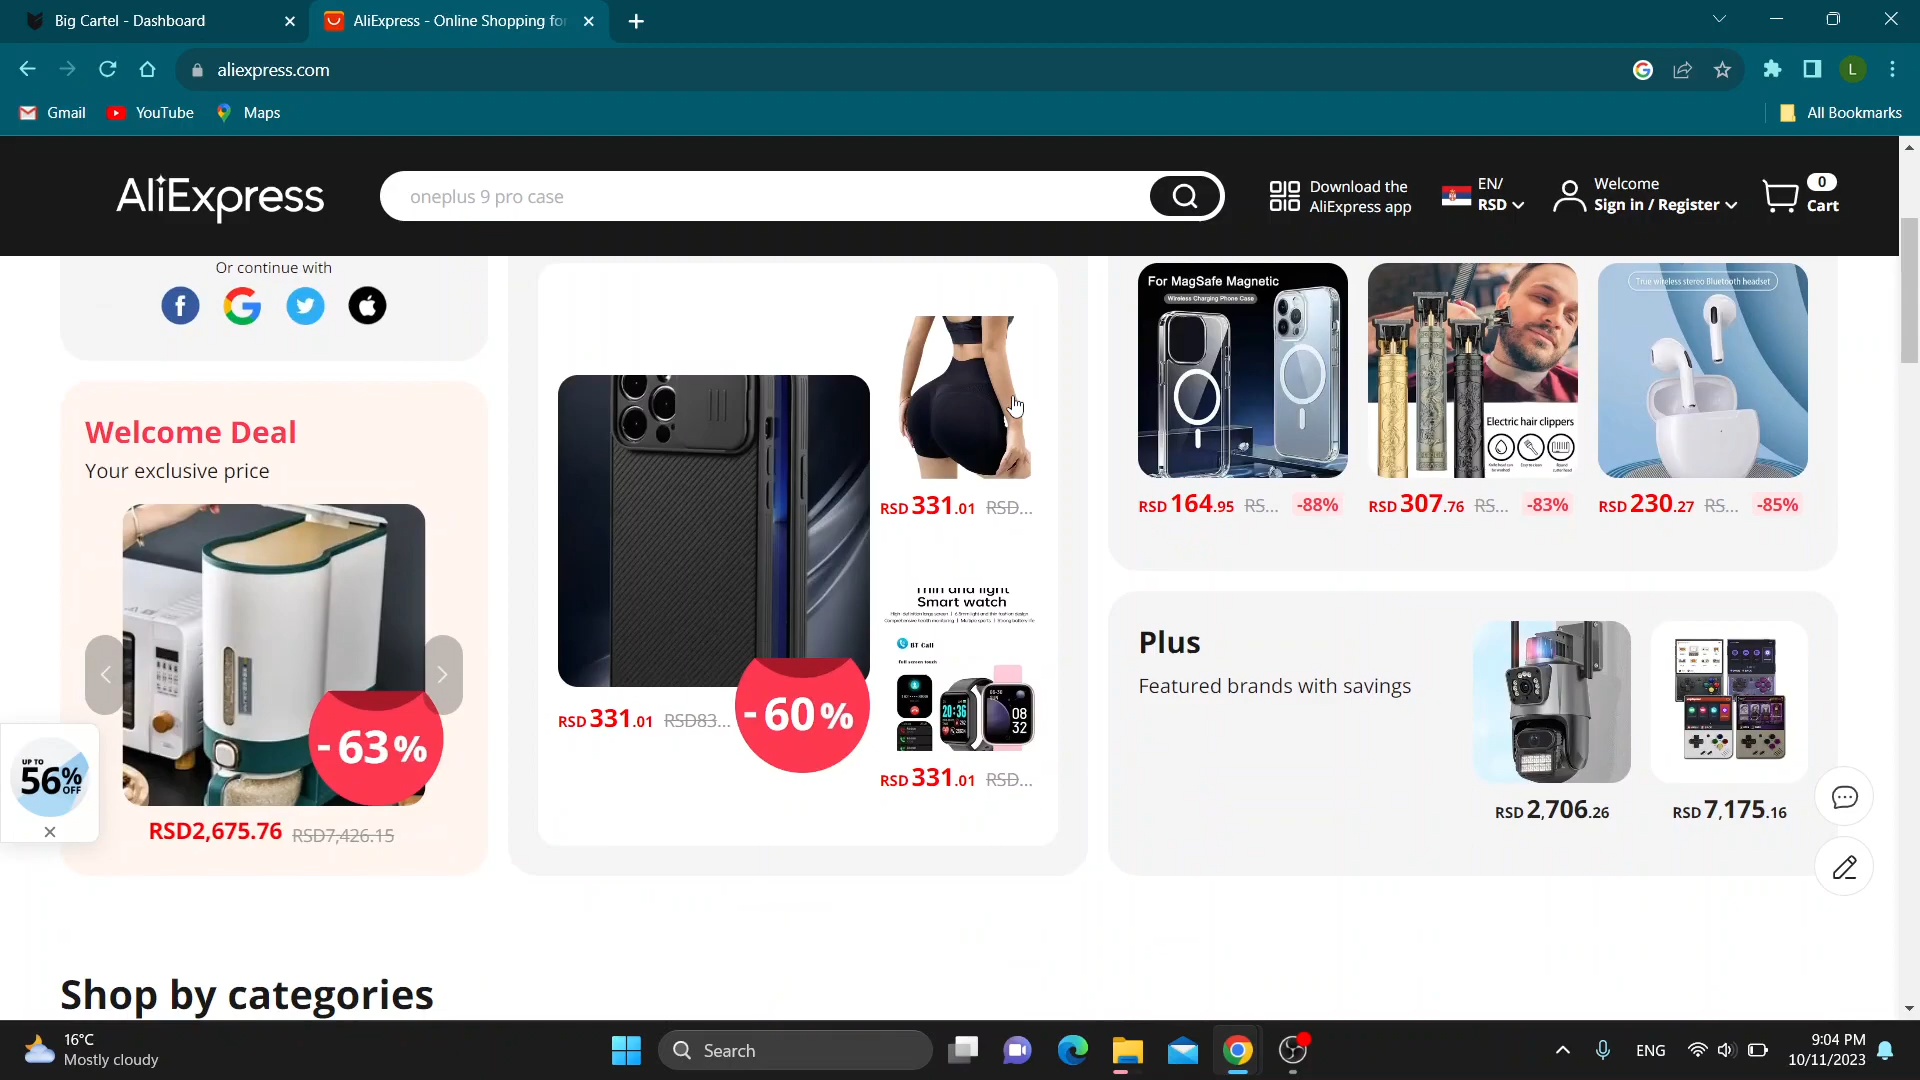 Big Cartel - Dashboard
AliExpress - Online Shopping for
aliexpress.com
L
Gmail
YouTube
Maps
All Bookmarks
AliExpress
oneplus 9 pro case
Download the
AliExpress app
EN/
RSD
Welcome
Sign in / Register
0
Cart
Or continue with
Welcome Deal
Your exclusive price
-63%
RSD2,675.76 RSD7,426.15
UP TO
56%
OFF
-60%
RSD 331.01 RSD83...
RSD 331.01 RSD...
Thin and light
Smart watch
BT Call
Full screen touch
20:36
08
32
RSD 331.01 RSD...
For MagSafe Magnetic
Wireless Charging Phone Case
Electric hair clippers
True wireless stereo Bluetooth headset
RSD 164.95 RS... -88%
RSD 307.76 RS... -83%
RSD 230.27 RS... -85%
Plus
Featured brands with savings
RSD 2,706.26
RSD 7,175.16
Shop by categories
16°C
Mostly cloudy
Search
ENG
9:04 PM
10/11/2023